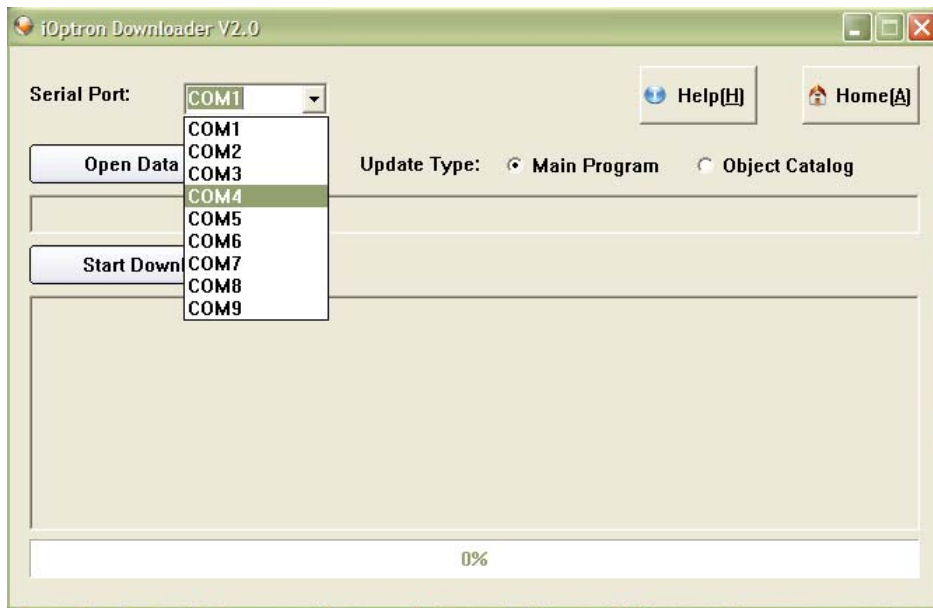 iOptron Downloader V2.0
Serial Port: COM1 Help(H) Home(A)
COM1
Open Data COM2 Update Type: Main Program Object Catalog
COM3
COM4
COM5
COM6
Start Downl COM7
COM8
COM9
0%